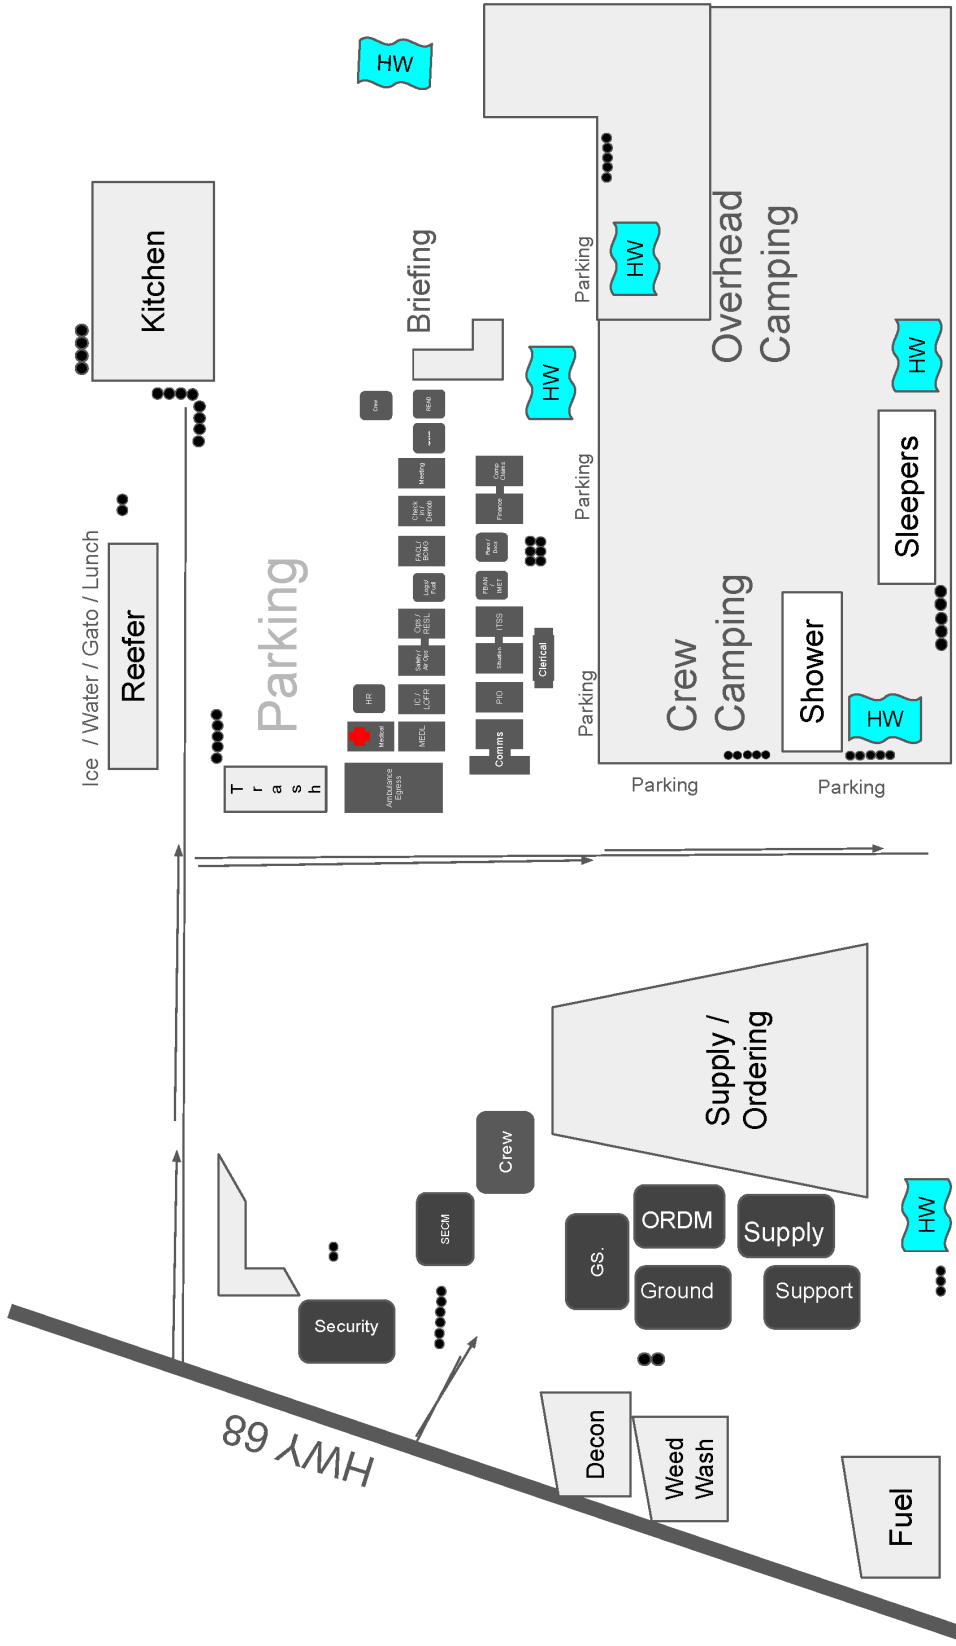 HW
Kitchen
Briefing
Parking
HW
Overhead
Camping
HW
HW
Crew
READ
Meeting
Comp
Claims
Check
in /
Demob
Finance
Parking
Sleepers
Ice / Water / Gato / Lunch
Reefer
Parking
FACL/
BCMG
Plans /
Docs
Logs/
Fuel
FBAN
/
IMET
Ops /
RESL
ITSS
Safety /
Air Ops
Situation
Clerical
HR
IC /
LOFR
PIO
Parking
Crew
Camping
Shower
HW
Medical
MEDL
Comms
T
r
a
s
h
Ambulance
Egress
Parking
Parking
Supply /
Ordering
Crew
SECM
GS.
ORDM
Supply
HW
Security
Ground
Support
HWY 68
Decon
Weed
Wash
Fuel